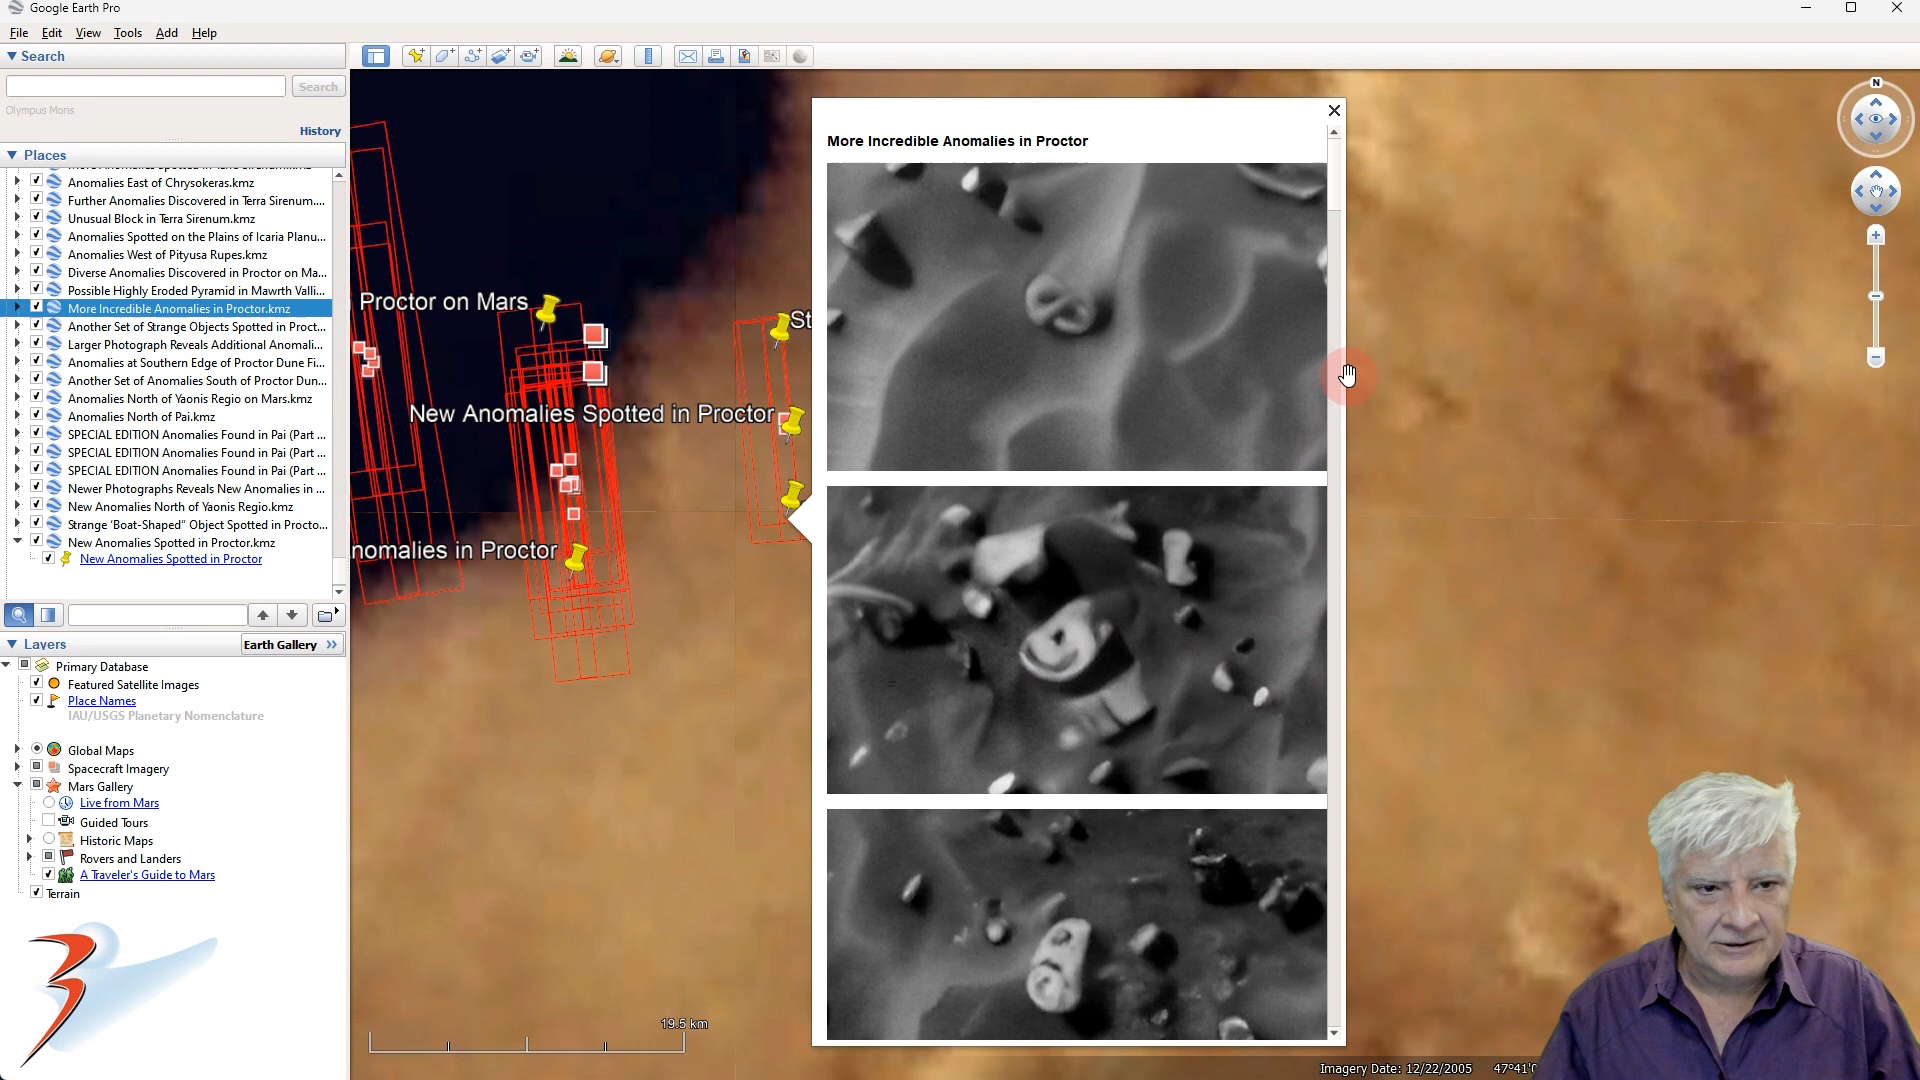 Google Earth Pro
File Edit View Tools Add Help
Search
Search
Olympus Mons
History
Places
Anomalies East of Chrysokeras.kmz
Further Anomalies Discovered in Terra Sirenum....
Unusual Block in Terra Sirenum.kmz
Anomalies Spotted on the Plains of Icaria Planu...
Anomalies West of Pityusa Rupes.kmz
Diverse Anomalies Discovered in Proctor on Ma...
Possible Highly Eroded Pyramid in Mawrth Valli...
More Incredible Anomalies in Proctor.kmz
Another Set of Strange Objects Spotted in Proct...
Larger Photograph Reveals Additional Anomali...
Anomalies at Southern Edge of Proctor Dune Fi...
Another Set of Anomalies South of Proctor Dun...
Anomalies North of Yaonis Regio on Mars.kmz
Anomalies North of Pai.kmz
SPECIAL EDITION Anomalies Found in Pai (Part ...
SPECIAL EDITION Anomalies Found in Pai (Part ...
SPECIAL EDITION Anomalies Found in Pai (Part ...
Newer Photographs Reveals New Anomalies in ...
New Anomalies North of Yaonis Regio.kmz
Strange ‘Boat-Shaped” Object Spotted in Procto...
New Anomalies Spotted in Proctor.kmz
New Anomalies Spotted in Proctor
Layers
Earth Gallery »
Primary Database
Featured Satellite Images
Place Names
IAU/USGS Planetary Nomenclature
Global Maps
Spacecraft Imagery
Mars Gallery
Live from Mars
Guided Tours
Historic Maps
Rovers and Landers
A Traveler's Guide to Mars
Terrain
Proctor on Mars
St
New Anomalies Spotted in Proctor
nomalies in Proctor
19.5 km
More Incredible Anomalies in Proctor
N
Imagery Date: 12/22/2005 47°41'0